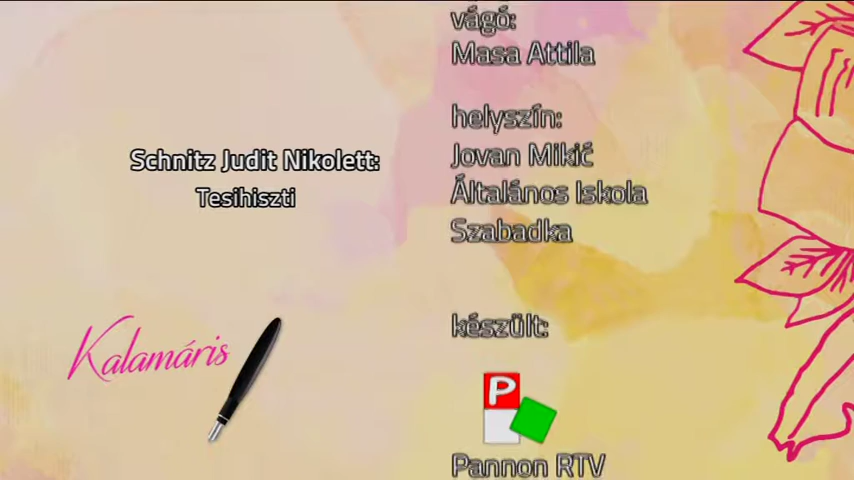 Schnitz Judit Nikolett:
Tesihiszti
Kalamáris
vágó:
Masa Attila
helyszín:
Jovan Mikić
Általános Iskola
Szabadka
készült:
P
Pannon RTV